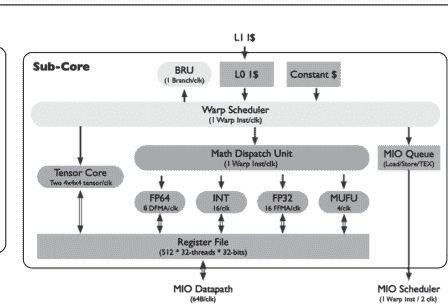 L1 I$
Sub-Core
BRU
(1 Branch/clk)
L0 I$
Constant $
Warp Scheduler
(1 Warp Inst/clk)
Math Dispatch Unit
(1 Warp Inst/clk)
MIO Queue
(Load/Store/TEX)
Tensor Core
Two 4x4x4 tensor/clk
FP64
8 DFMA/clk
INT
16/clk
FP32
16 FFMA/clk
MUFU
4/clk
Register File
(512 * 32-threads * 32-bits)
MIO Datapath
(64B/clk)
MIO Scheduler
(1 Warp Inst / 2 clk)